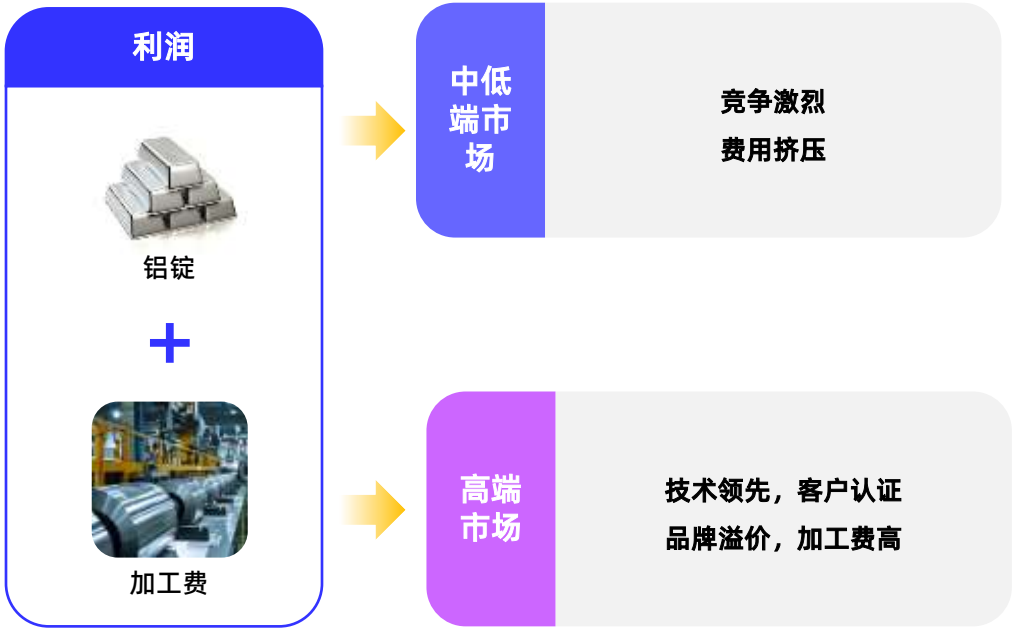 利润
铝锭
加工费
中低
端市
场
竞争激烈
费用挤压
高端
市场
技术领先，客户认证
品牌溢价，加工费高